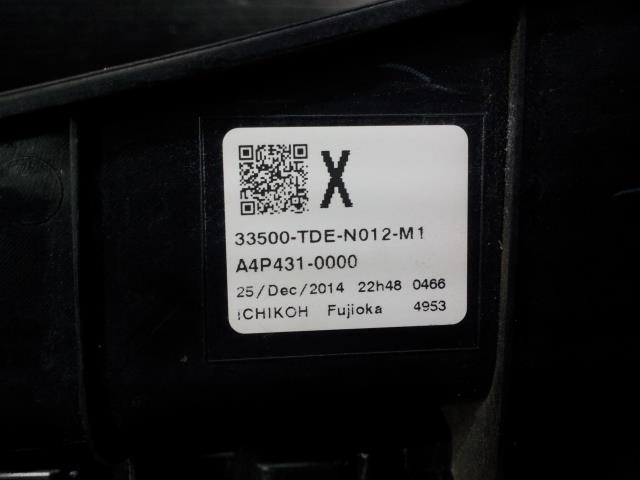 X
33500-TDE-N012-M1
A4P431-0000
25/Dec/2014 22h48 0466
ICHIKOH Fujioka 4953